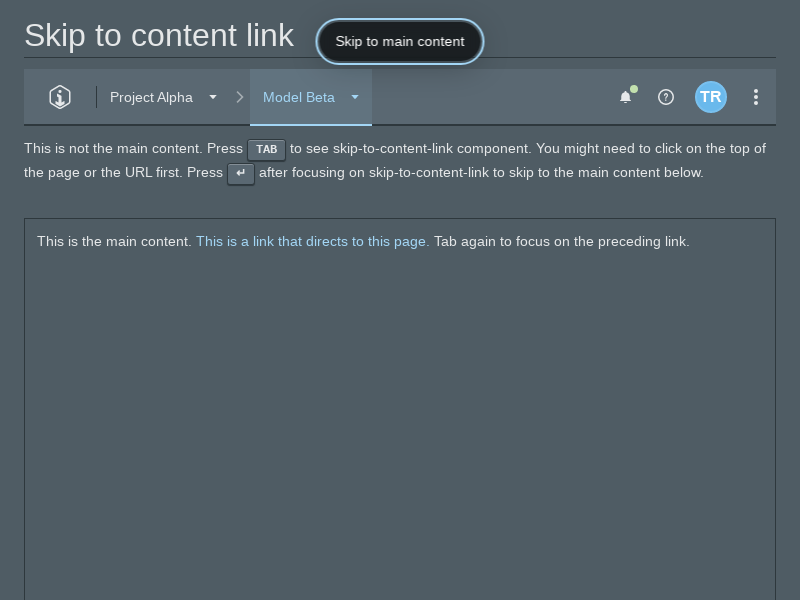 Skip to content link
Skip to main content
Project Alpha
Model Beta
TR
This is not the main content. Press TAB to see skip-to-content-link component. You might need to click on the top of
the page or the URL first. Press ↵ after focusing on skip-to-content-link to skip to the main content below.
This is the main content. This is a link that directs to this page. Tab again to focus on the preceding link.